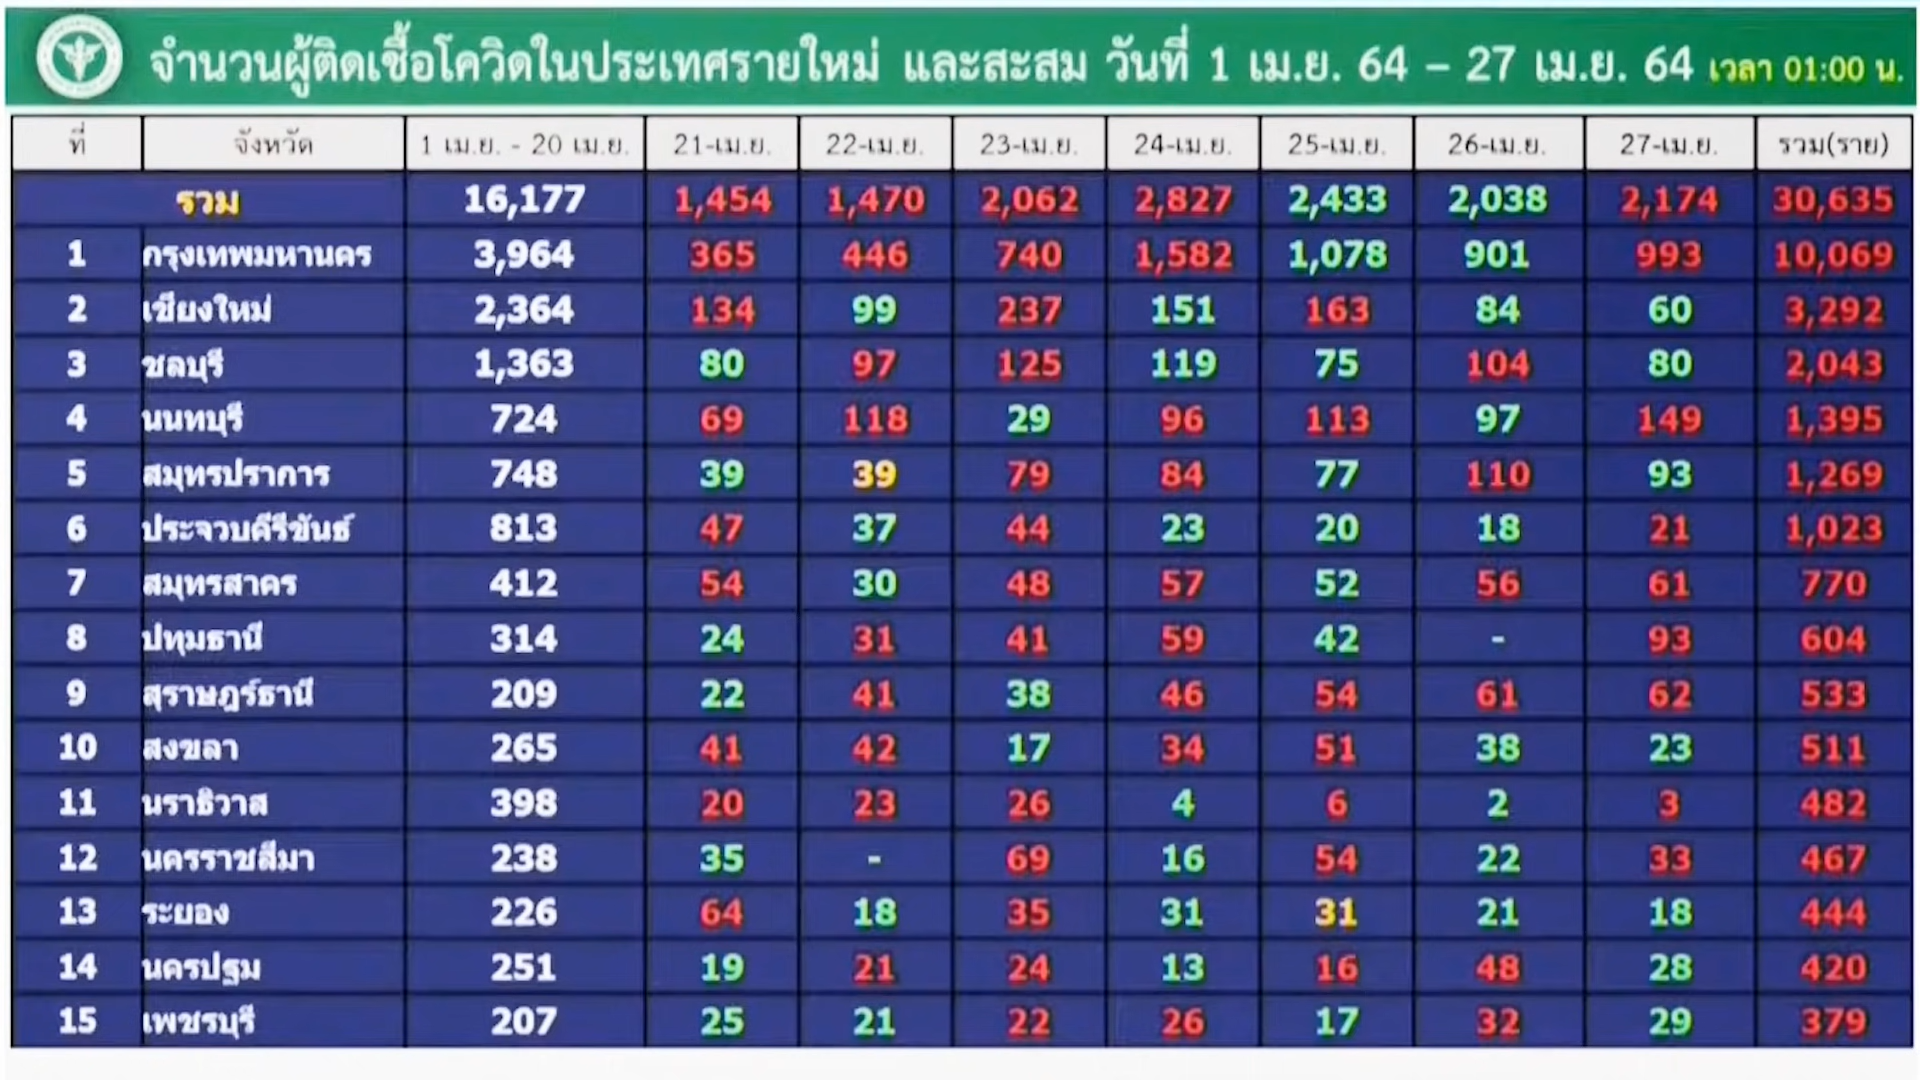 จำนวนผู้ติดเชื้อโควิดในประเทศรายใหม่ และสะสม วันที่ 1 เม.ย. 64 – 27 เม.ย. 64 เวลา 01:00 น.
ที่ จังหวัด 1 เม.ย. - 20 เม.ย. 21-เม.ย. 22-เม.ย. 23-เม.ย. 24-เม.ย. 25-เม.ย. 26-เม.ย. 27-เม.ย. รวม(ราย)
รวม 16,177 1,454 1,470 2,062 2,827 2,433 2,038 2,174 30,635
1 กรุงเทพมหานคร 3,964 365 446 740 1,582 1,078 901 993 10,069
2 เชียงใหม่ 2,364 134 99 237 151 163 84 60 3,292
3 ชลบุรี 1,363 80 97 125 119 75 104 80 2,043
4 นนทบุรี 724 69 118 29 96 113 97 149 1,395
5 สมุทรปราการ 748 39 39 79 84 77 110 93 1,269
6 ประจวบคีรีขันธ์ 813 47 37 44 23 20 18 21 1,023
7 สมุทรสาคร 412 54 30 48 57 52 56 61 770
8 ปทุมธานี 314 24 31 41 59 42 - 93 604
9 สุราษฎร์ธานี 209 22 41 38 46 54 61 62 533
10 สงขลา 265 41 42 17 34 51 38 23 511
11 นราธิวาส 398 20 23 26 4 6 2 3 482
12 นครราชสีมา 238 35 - 69 16 54 22 33 467
13 ระยอง 226 64 18 35 31 31 21 18 444
14 นครปฐม 251 19 21 24 13 16 48 28 420
15 เพชรบุรี 207 25 21 22 26 17 32 29 379